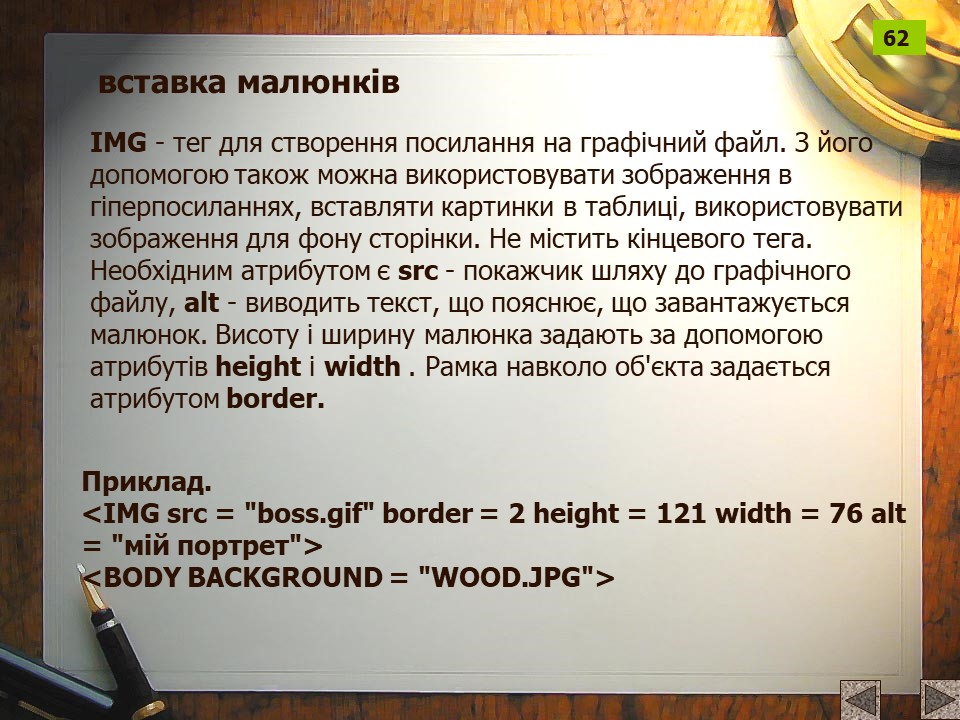 62
вставка малюнків
IMG - тег для створення посилання на графічний файл. З його
допомогою також можна використовувати зображення в
гіперпосиланнях, вставляти картинки в таблиці, використовувати
зображення для фону сторінки. Не містить кінцевого тега.
Необхідним атрибутом є src - покажчик шляху до графічного
файлу, alt - виводить текст, що пояснює, що завантажується
малюнок. Висоту і ширину малюнка задають за допомогою
атрибутів height і width . Рамка навколо об'єкта задається
атрибутом border.
Приклад.
<IMG src = "boss.gif" border = 2 height = 121 width = 76 alt
= "мій портрет">
<BODY BACKGROUND = "WOOD.JPG">